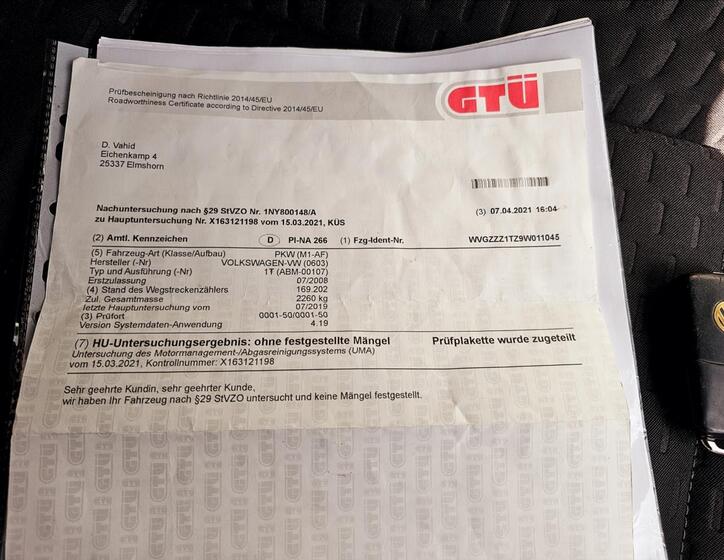 Prüfbescheinigung nach Richtlinie 2014/45/EU
Roadworthiness Certificate according to Directive 2014/45/EU
GTÜ
D. Vahid
Eichenkamp 4
25337 Elmshorn
Nachuntersuchung nach §29 StVZO Nr. 1NY800148/A
zu Hauptuntersuchung Nr. X163121198 vom 15.03.2021, KÜS
(3) 07.04.2021 16:04
(2) Amtl. Kennzeichen D PI-NA 266 (1) Fzg-Ident-Nr. WVGZZZ1TZ9W011045
(5) Fahrzeug-Art (Klasse/Aufbau) PKW (M1-AF)
Hersteller (-Nr) VOLKSWAGEN-VW (0603)
Typ und Ausführung (-Nr) 1T (ABM-00107)
Erstzulassung 07/2008
(4) Stand des Wegstreckenzählers 169.202
Zul. Gesamtmasse 2260 kg
letzte Hauptuntersuchung vom 07/2019
(3) Prüfort 0001-50/0001-50
Version Systemdaten-Anwendung 4.19
(7) HU-Untersuchungsergebnis: ohne festgestellte Mängel Prüfplakette wurde zugeteilt
Untersuchung des Motormanagement-/Abgasreinigungssystems (UMA)
vom 15.03.2021, Kontrollnummer: X163121198
Sehr geehrte Kundin, sehr geehrter Kunde,
wir haben Ihr Fahrzeug nach §29 StVZO untersucht und keine Mängel festgestellt.